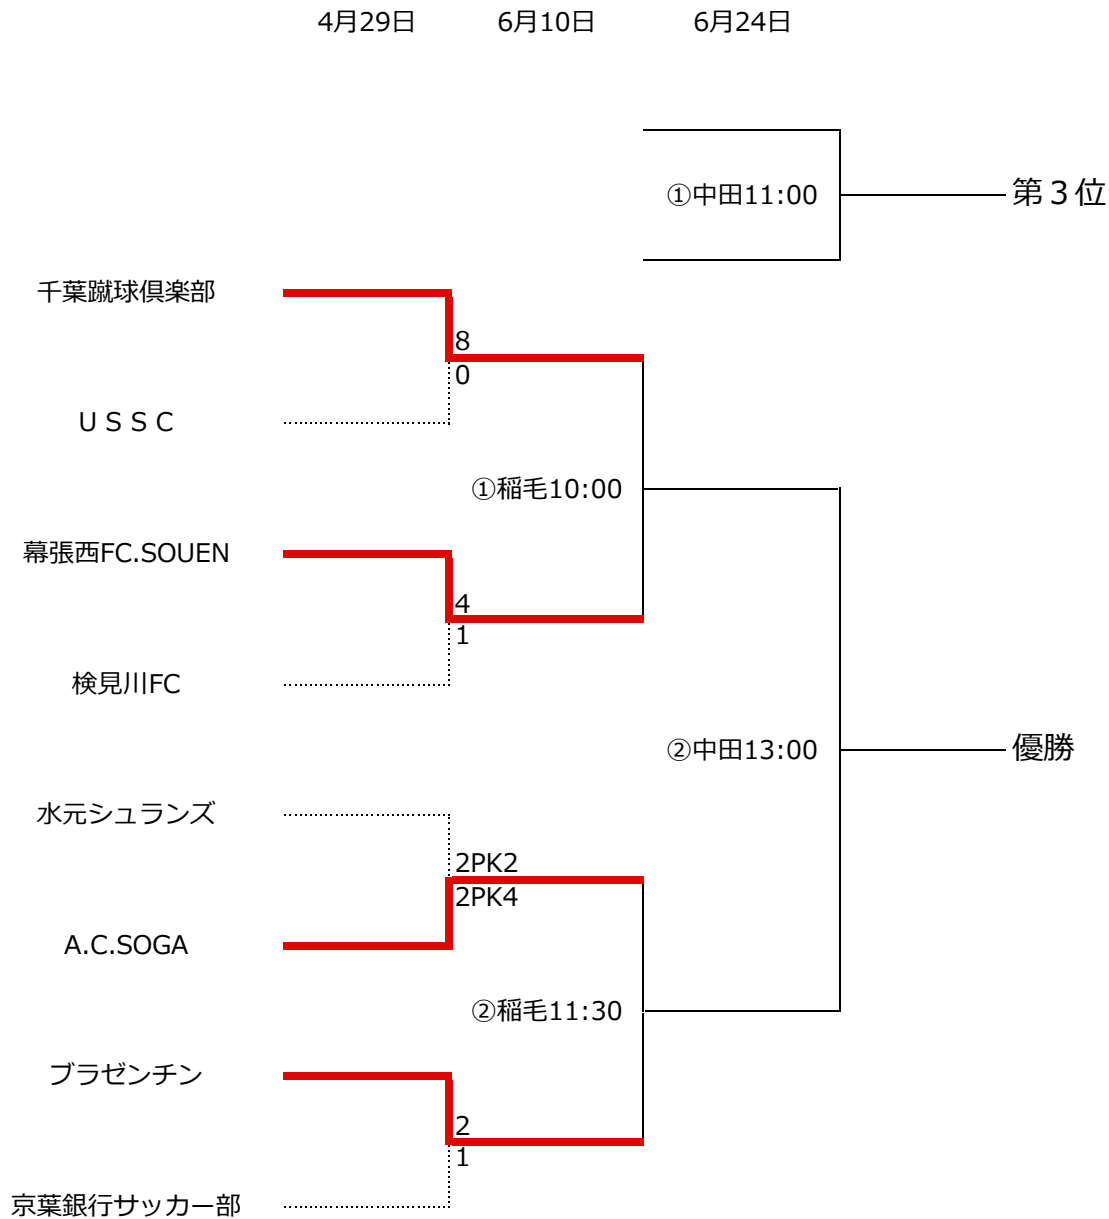 4月29日 6月10日 6月24日
①中田11:00
第３位
千葉蹴球倶楽部
8
0
ＵＳＳＣ
①稲毛10:00
幕張西FC.SOUEN
4
1
検見川FC
②中田13:00
優勝
水元シュランズ
2PK2
2PK4
A.C.SOGA
②稲毛11:30
ブラゼンチン
2
1
京葉銀行サッカー部